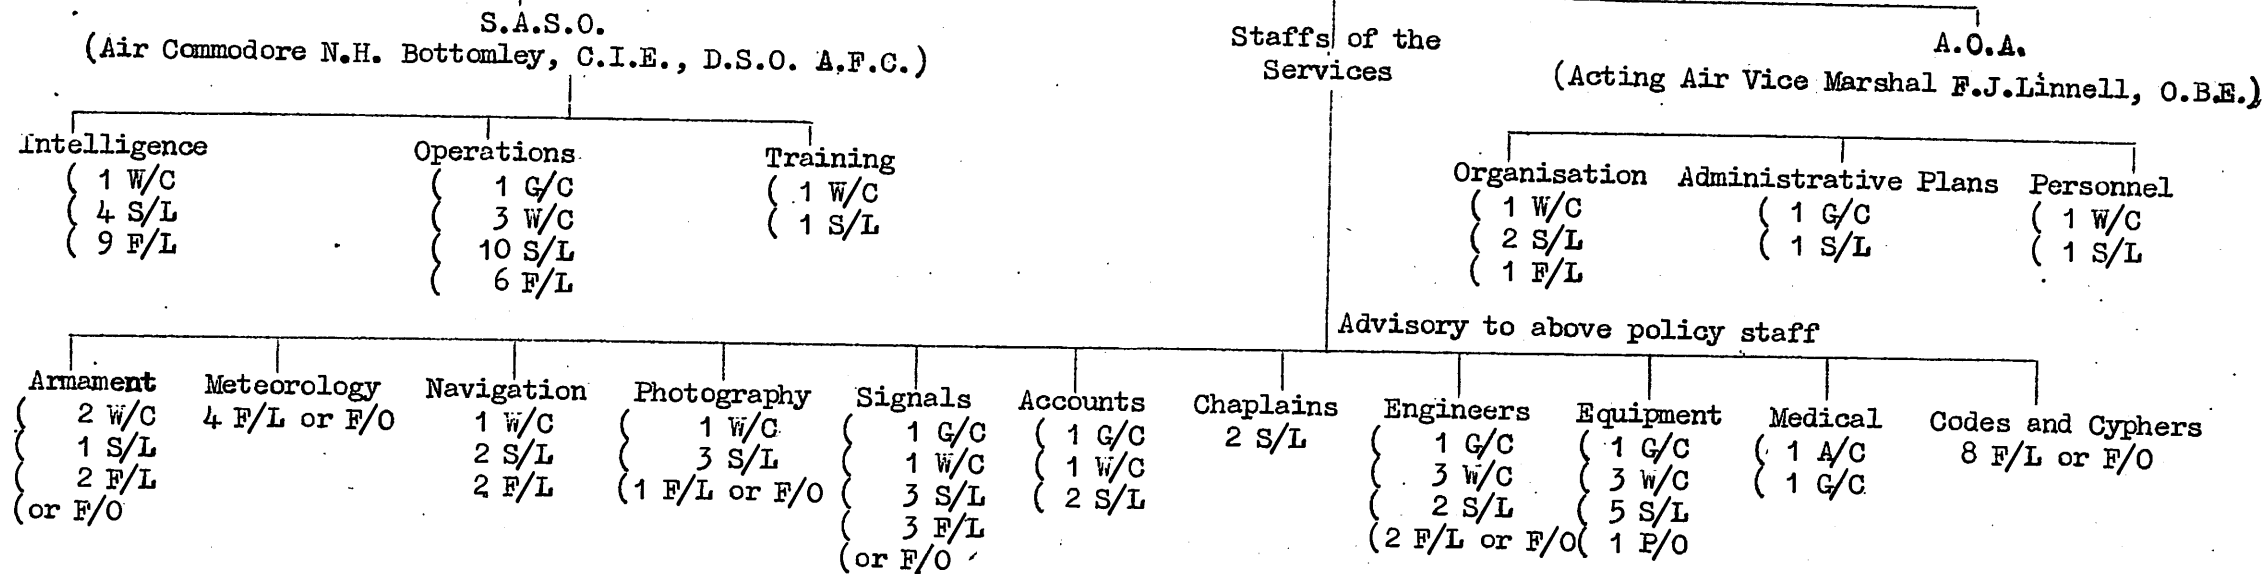 S.A.S.O.
(Air Commodore N.H. Bottomley, C.I.E., D.S.O. A.F.C.)
Staffs of the
Services
A.O.A.
(Acting Air Vice Marshal F.J.Linnell, O.B.E.)
Intelligence
( 1 W/C
( 4 S/L
( 9 F/L
Operations
( 1 G/C
( 3 W/C
( 10 S/L
( 6 F/L
Training
( 1 W/C
( 1 S/L
Organisation
( 1 W/C
( 2 S/L
( 1 F/L
Administrative Plans
( 1 G/C
( 1 S/L
Personnel
( 1 W/C
( 1 S/L
Advisory to above policy staff
Armament
( 2 W/C
( 1 S/L
( 2 F/L
(or F/O
Meteorology
4 F/L or F/O
Navigation
1 W/C
2 S/L
2 F/L
Photography
( 1 W/C
( 3 S/L
(1 F/L or F/O
Signals
( 1 G/C
( 1 W/C
( 3 S/L
( 3 F/L
(or F/O
Accounts
( 1 G/C
( 1 W/C
( 2 S/L
Chaplains
2 S/L
Engineers
( 1 G/C
( 3 W/C
( 2 S/L
(2 F/L or F/O
Equipment
( 1 G/C
( 3 W/C
( 5 S/L
( 1 P/O
Medical
( 1 A/C
( 1 G/C
Codes and Cyphers
8 F/L or F/O